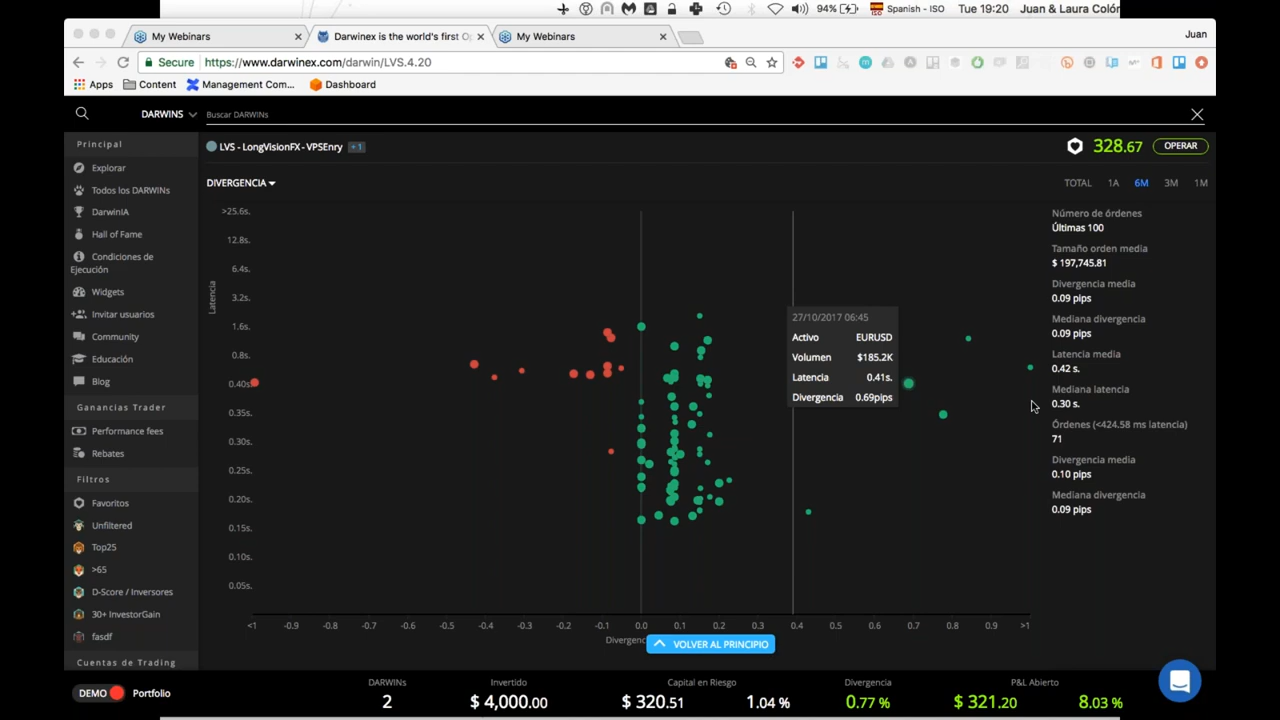 94%
Spanish - ISO
Tue 19:20
Juan & Laura Colón
My Webinars
Darwinex is the world's first O
My Webinars
Juan
Secure
https://www.darwinex.com/darwin/LVS.4.20
Apps
Content
Management Com...
Dashboard
DARWINS
Buscar DARWINs
Principal
Explorar
Todos los DARWINs
DarwinIA
Hall of Fame
Condiciones de
Ejecución
Widgets
Invitar usuarios
Community
Educación
Blog
Ganancias Trader
Performance fees
Rebates
Filtros
Favoritos
Unfiltered
Top25
>65
D-Score / Inversores
30+ InvestorGain
fasdf
Cuentas de Trading
LVS - LongVisionFX - VPSEnry
+ 1
328.67
OPERAR
DIVERGENCIA
TOTAL
1A
6M
3M
1M
Latencia
>25.6s.
12.8s.
6.4s.
3.2s.
1.6s.
0.8s.
0.40s.
0.35s.
0.30s.
0.25s.
0.20s.
0.15s.
0.10s.
0.05s.
27/10/2017 06:45
Activo EURUSD
Volumen $185.2K
Latencia 0.41s.
Divergencia 0.69pips
<1 -0.9 -0.8 -0.7 -0.6 -0.5 -0.4 -0.3 -0.2 -0.1 0.0 0.1 0.2 0.3 0.4 0.5 0.6 0.7 0.8 0.9 >1
Divergenc
VOLVER AL PRINCIPIO
Número de órdenes
Últimas 100
Tamaño orden media
$ 197,745.81
Divergencia media
0.09 pips
Mediana divergencia
0.09 pips
Latencia media
0.42 s.
Mediana latencia
0.30 s.
Órdenes (<424.58 ms latencia)
71
Divergencia media
0.10 pips
Mediana divergencia
0.09 pips
DEMO
Portfolio
DARWINs
2
Invertido
$ 4,000.00
Capital en Riesgo
$ 320.51
1.04 %
Divergencia
0.77 %
P&L Abierto
$ 321.20
8.03 %